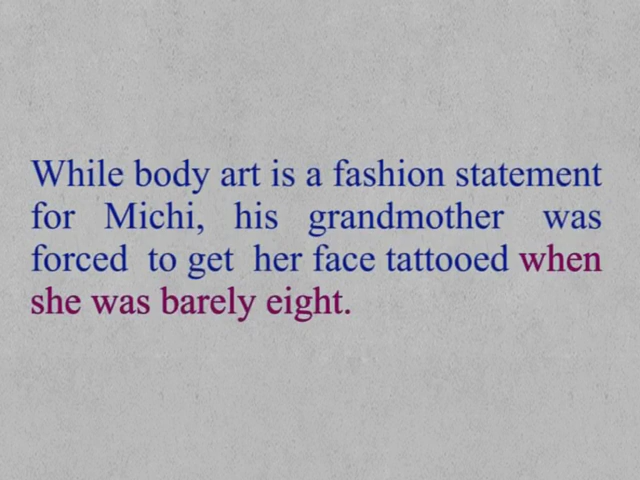 While body art is a fashion statement
for Michi, his grandmother was
forced to get her face tattooed when
she was barely eight.